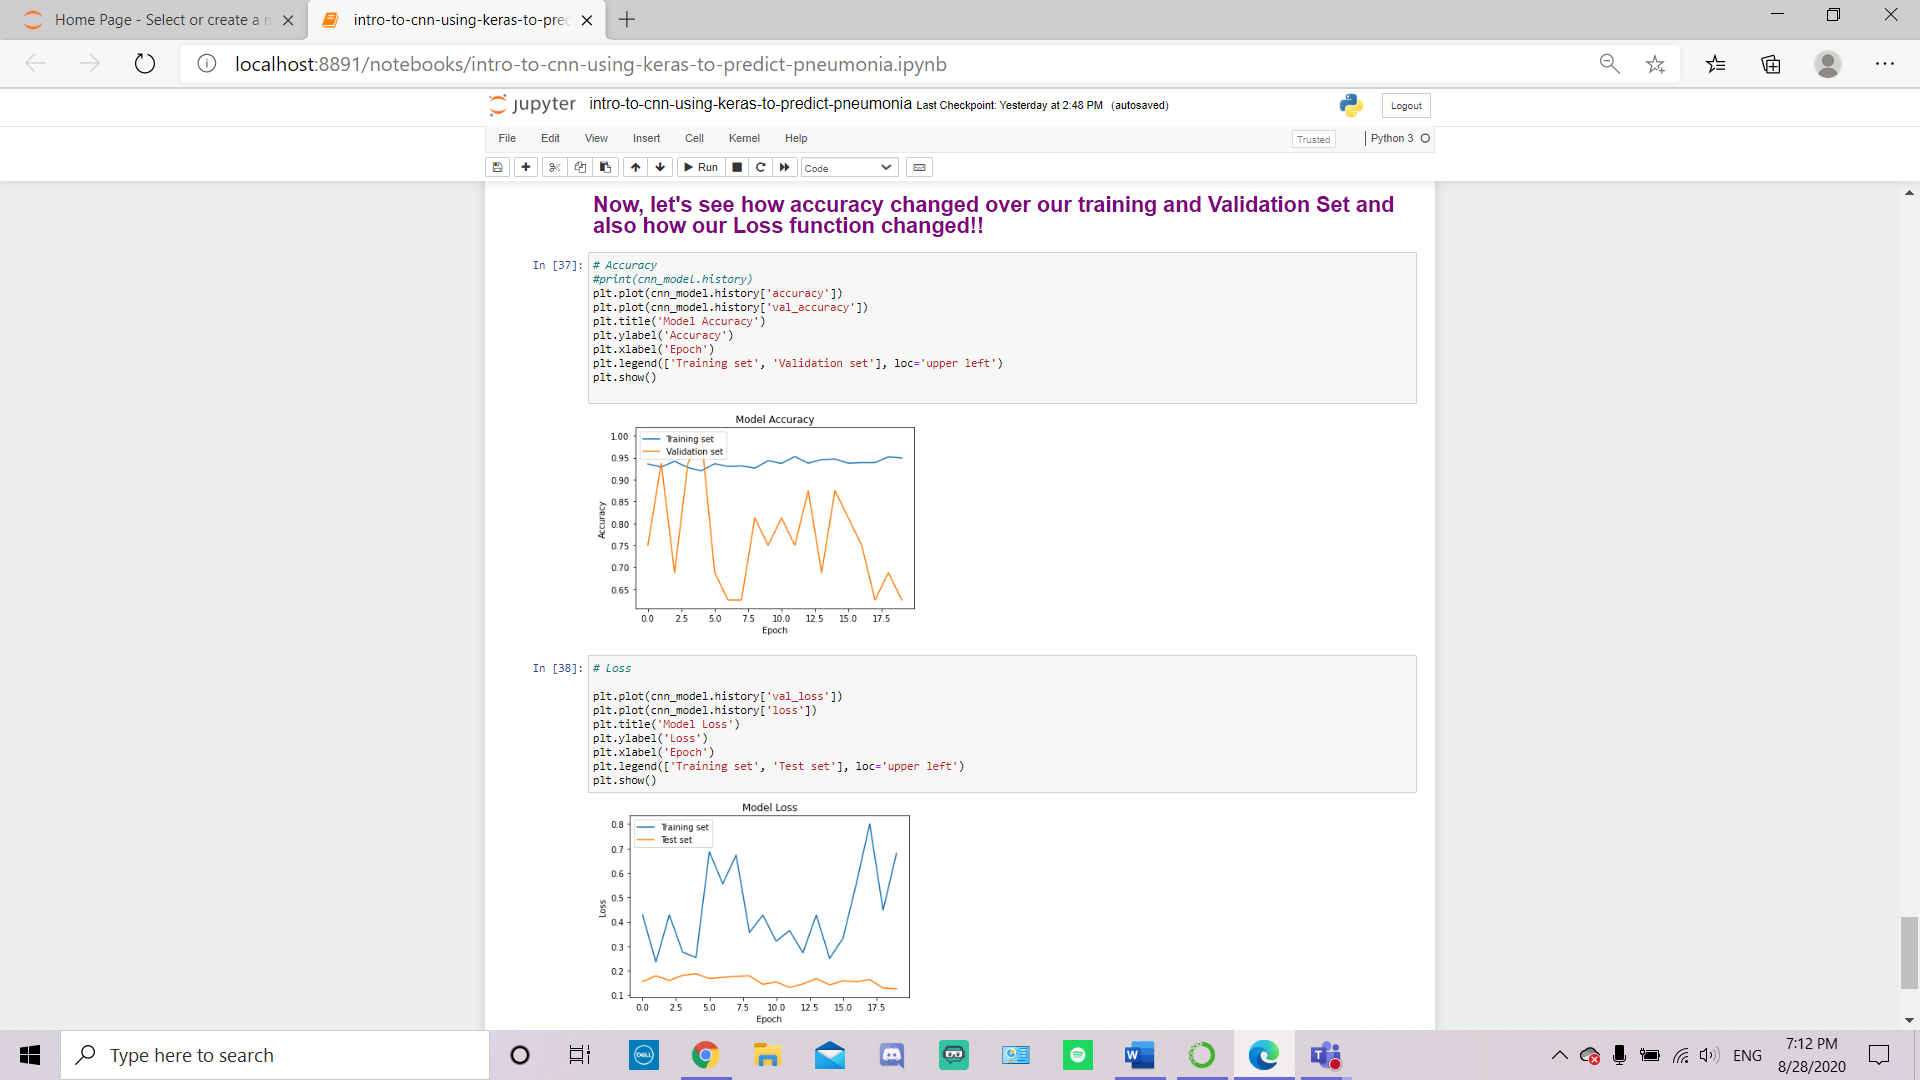 Home Page - Select or create a n
intro-to-cnn-using-keras-to-prec
localhost:8891/notebooks/intro-to-cnn-using-keras-to-predict-pneumonia.ipynb
jupyter intro-to-cnn-using-keras-to-predict-pneumonia Last Checkpoint: Yesterday at 2:48 PM (autosaved)
Logout
File Edit View Insert Cell Kernel Help
Trusted
Python 3
Run
Code
Now, let's see how accuracy changed over our training and Validation Set and
also how our Loss function changed!!
In [37]:
# Accuracy
#print(cnn_model.history)
plt.plot(cnn_model.history['accuracy'])
plt.plot(cnn_model.history['val_accuracy'])
plt.title('Model Accuracy')
plt.ylabel('Accuracy')
plt.xlabel('Epoch')
plt.legend(['Training set', 'Validation set'], loc='upper left')
plt.show()
Model Accuracy
Training set
Validation set
1.00
0.95
0.90
0.85
0.80
0.75
0.70
0.65
Accuracy
0.0 2.5 5.0 7.5 10.0 12.5 15.0 17.5
Epoch
In [38]:
# Loss
plt.plot(cnn_model.history['val_loss'])
plt.plot(cnn_model.history['loss'])
plt.title('Model Loss')
plt.ylabel('Loss')
plt.xlabel('Epoch')
plt.legend(['Training set', 'Test set'], loc='upper left')
plt.show()
Model Loss
Training set
Test set
0.8
0.7
0.6
0.5
0.4
0.3
0.2
0.1
Loss
0.0 2.5 5.0 7.5 10.0 12.5 15.0 17.5
Epoch
Type here to search
DELL
W
T
ENG
7:12 PM
8/28/2020